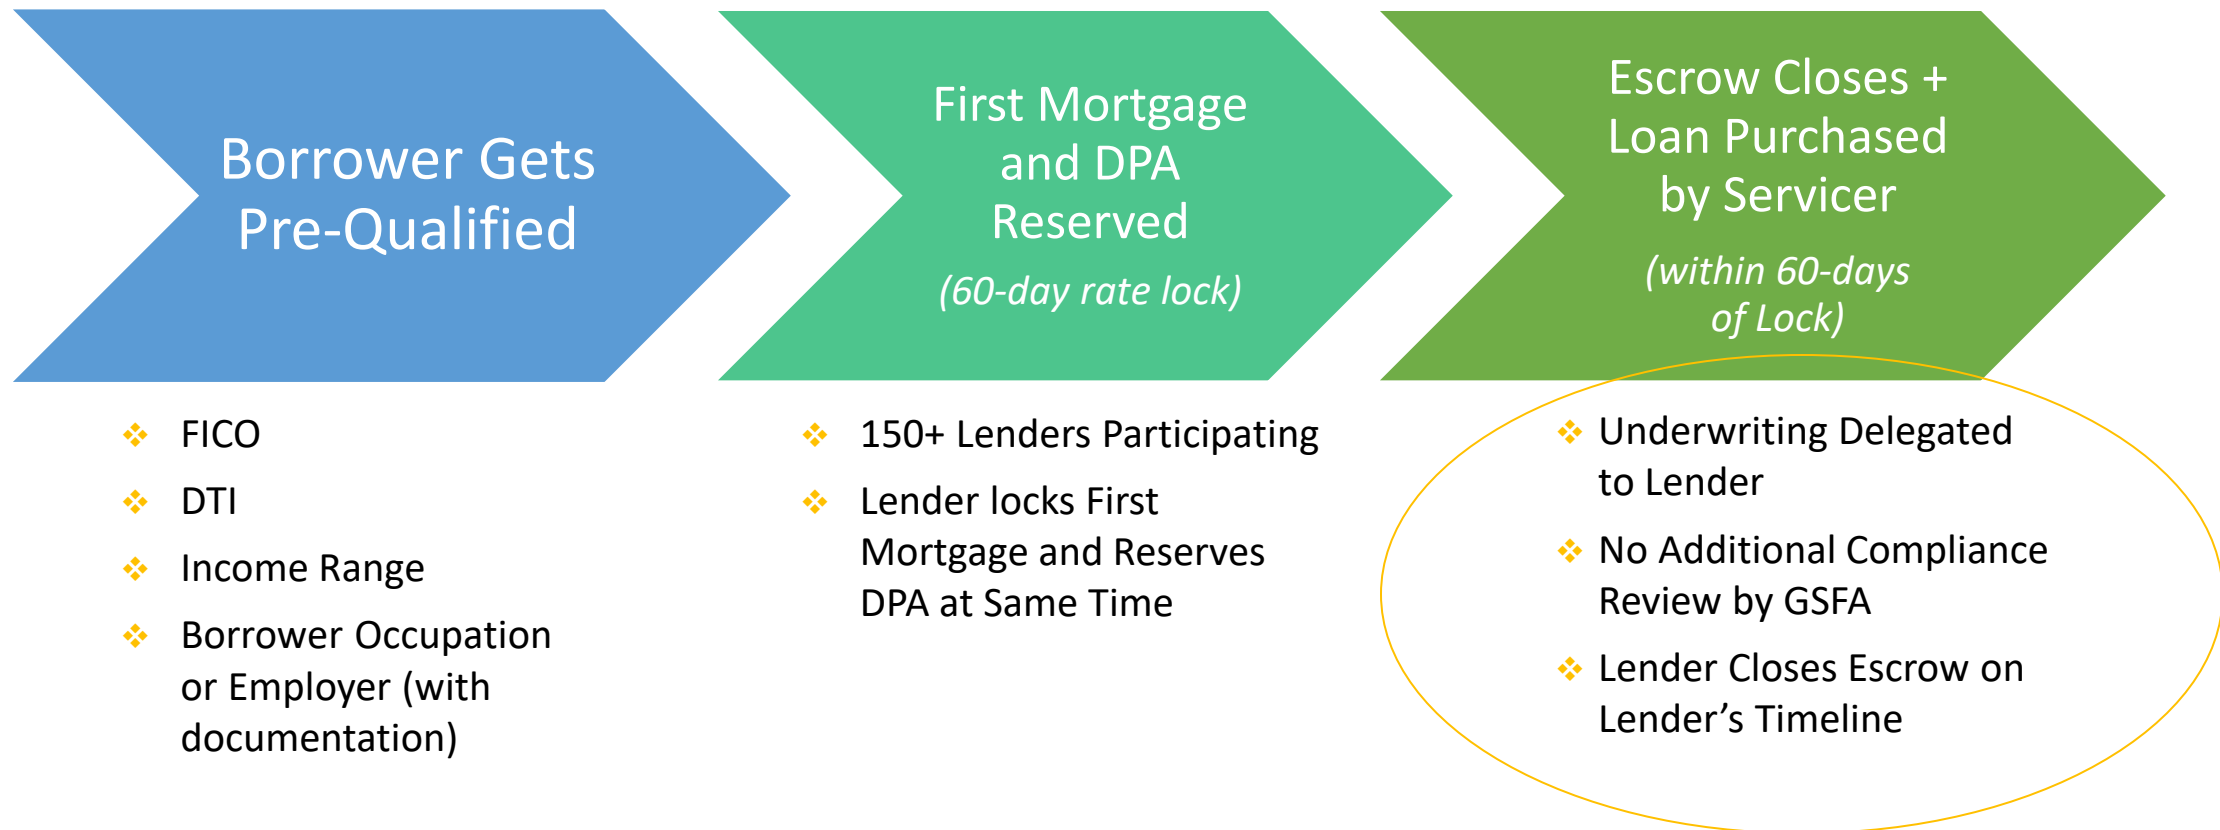 Borrower Gets
Pre-Qualified
FICO
DTI
Income Range
Borrower Occupation
or Employer (with
documentation)
First Mortgage
and DPA
Reserved
(60-day rate lock)
150+ Lenders Participating
Lender locks First
Mortgage and Reserves
DPA at Same Time
Escrow Closes +
Loan Purchased
by Servicer
(within 60-days
of Lock)
Underwriting Delegated
to Lender
No Additional Compliance
Review by GSFA
Lender Closes Escrow on
Lender’s Timeline